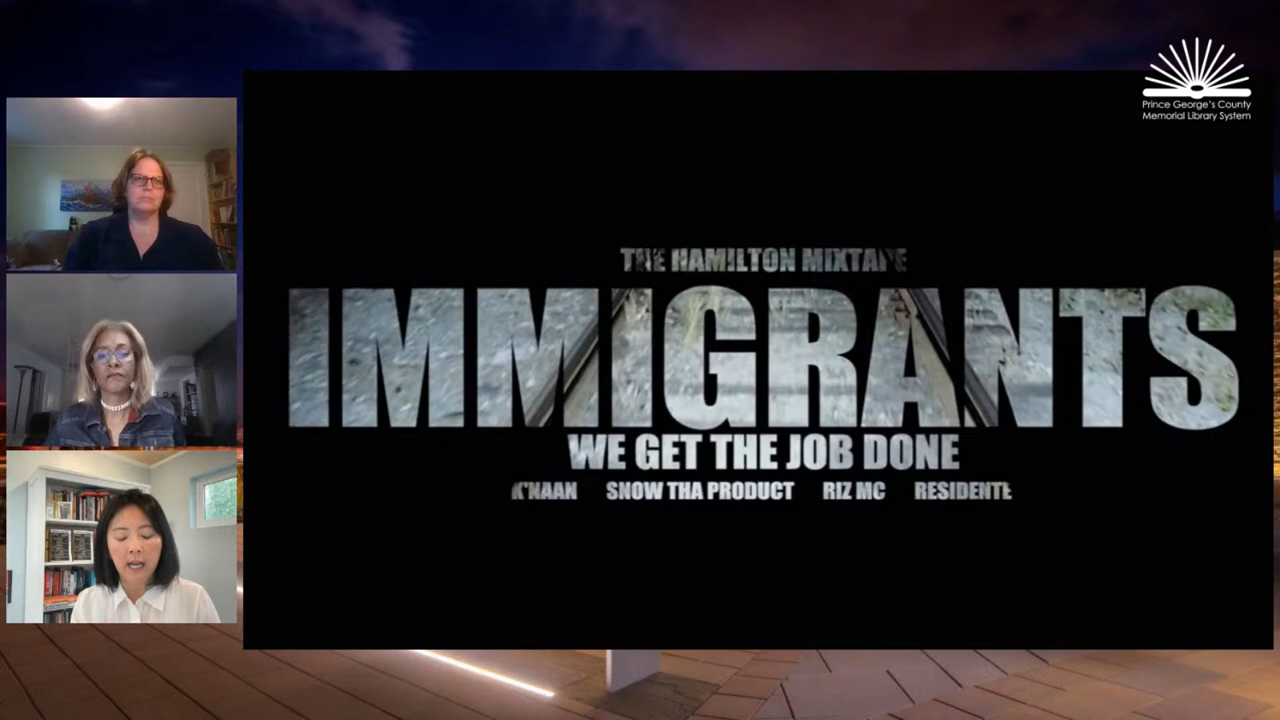 Prince George's County
Memorial Library System
THE HAMILTON MIXTAPE
IMMIGRANTS
WE GET THE JOB DONE
K'NAAN SNOW THA PRODUCT RIZ MC RESIDENTE